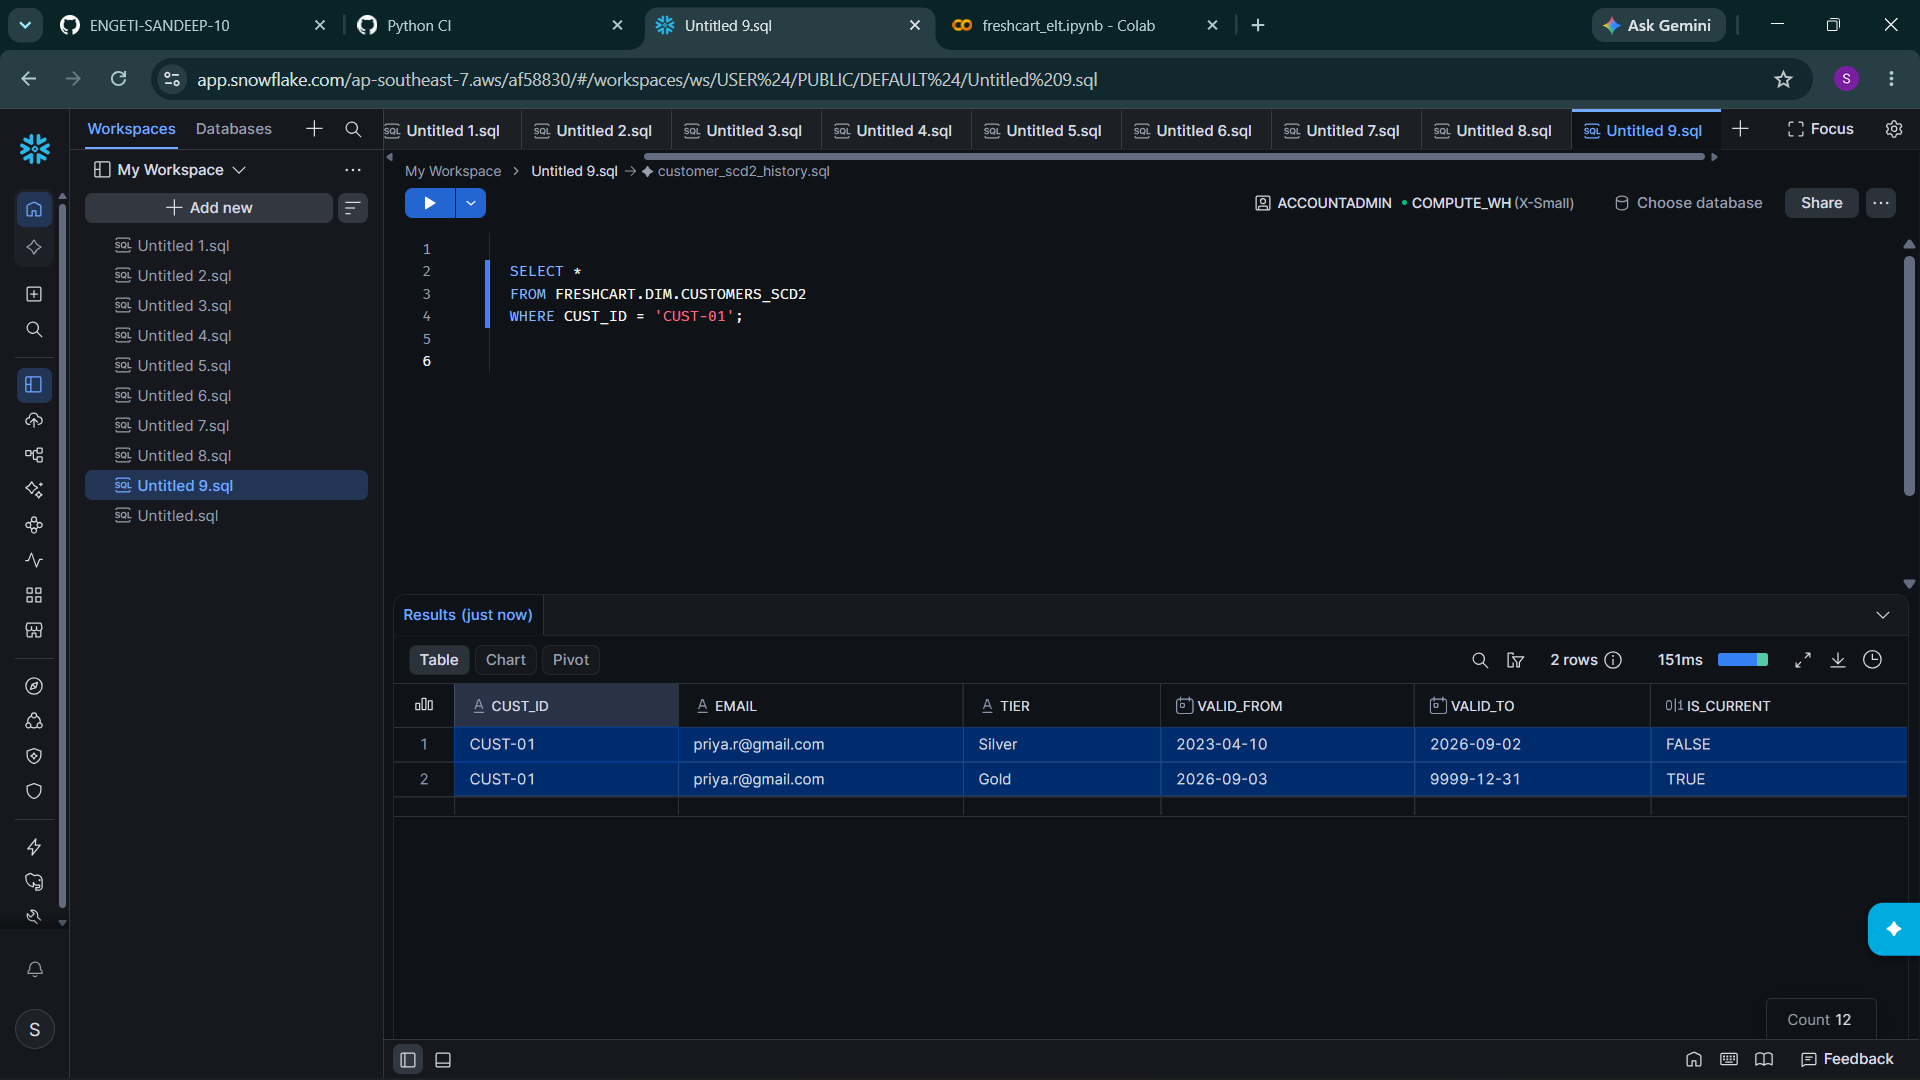 ENGETI-SANDEEP-10
Python CI
Untitled 9.sql
freshcart_elt.ipynb - Colab
Ask Gemini
app.snowflake.com/ap-southeast-7.aws/af58830/#/workspaces/ws/USER%24/PUBLIC/DEFAULT%24/Untitled%209.sql
S
Workspaces
Databases
Untitled 1.sql
Untitled 2.sql
Untitled 3.sql
Untitled 4.sql
Untitled 5.sql
Untitled 6.sql
Untitled 7.sql
Untitled 8.sql
Untitled 9.sql
Focus
My Workspace
My Workspace > Untitled 9.sql → customer_scd2_history.sql
Add new
ACCOUNTADMIN • COMPUTE_WH (X-Small)
Choose database
Share
Untitled 1.sql
Untitled 2.sql
Untitled 3.sql
Untitled 4.sql
Untitled 5.sql
Untitled 6.sql
Untitled 7.sql
Untitled 8.sql
Untitled 9.sql
Untitled.sql
1
2 SELECT *
3 FROM FRESHCART.DIM.CUSTOMERS_SCD2
4 WHERE CUST_ID = 'CUST-01';
5
6
Results (just now)
Table Chart Pivot
2 rows 151ms
CUST_ID EMAIL TIER VALID_FROM VALID_TO IS_CURRENT
1 CUST-01 priya.r@gmail.com Silver 2023-04-10 2026-09-02 FALSE
2 CUST-01 priya.r@gmail.com Gold 2026-09-03 9999-12-31 TRUE
Count 12
S
Feedback